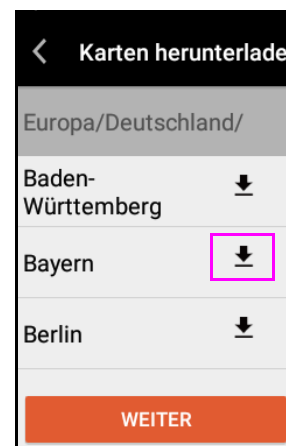 Karten herunterlade
Europa/Deutschland/
Baden-
Württemberg
Bayern
Berlin
WEITER